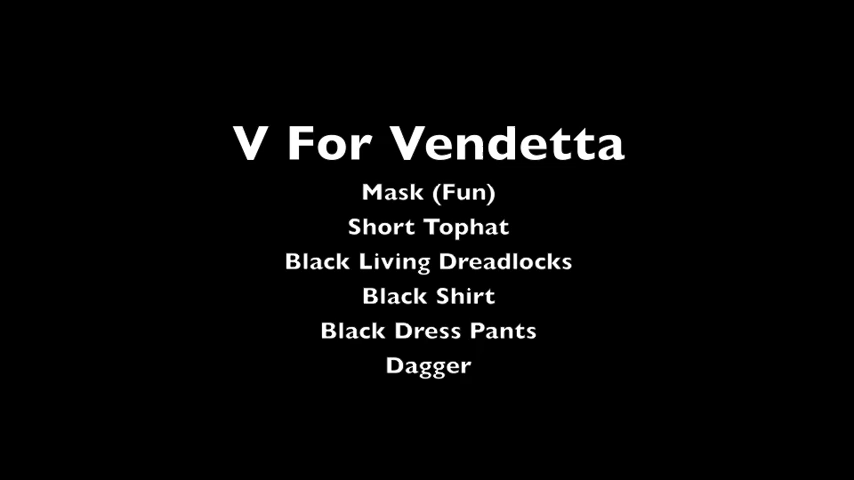 V For Vendetta
Mask (Fun)
Short Tophat
Black Living Dreadlocks
Black Shirt
Black Dress Pants
Dagger